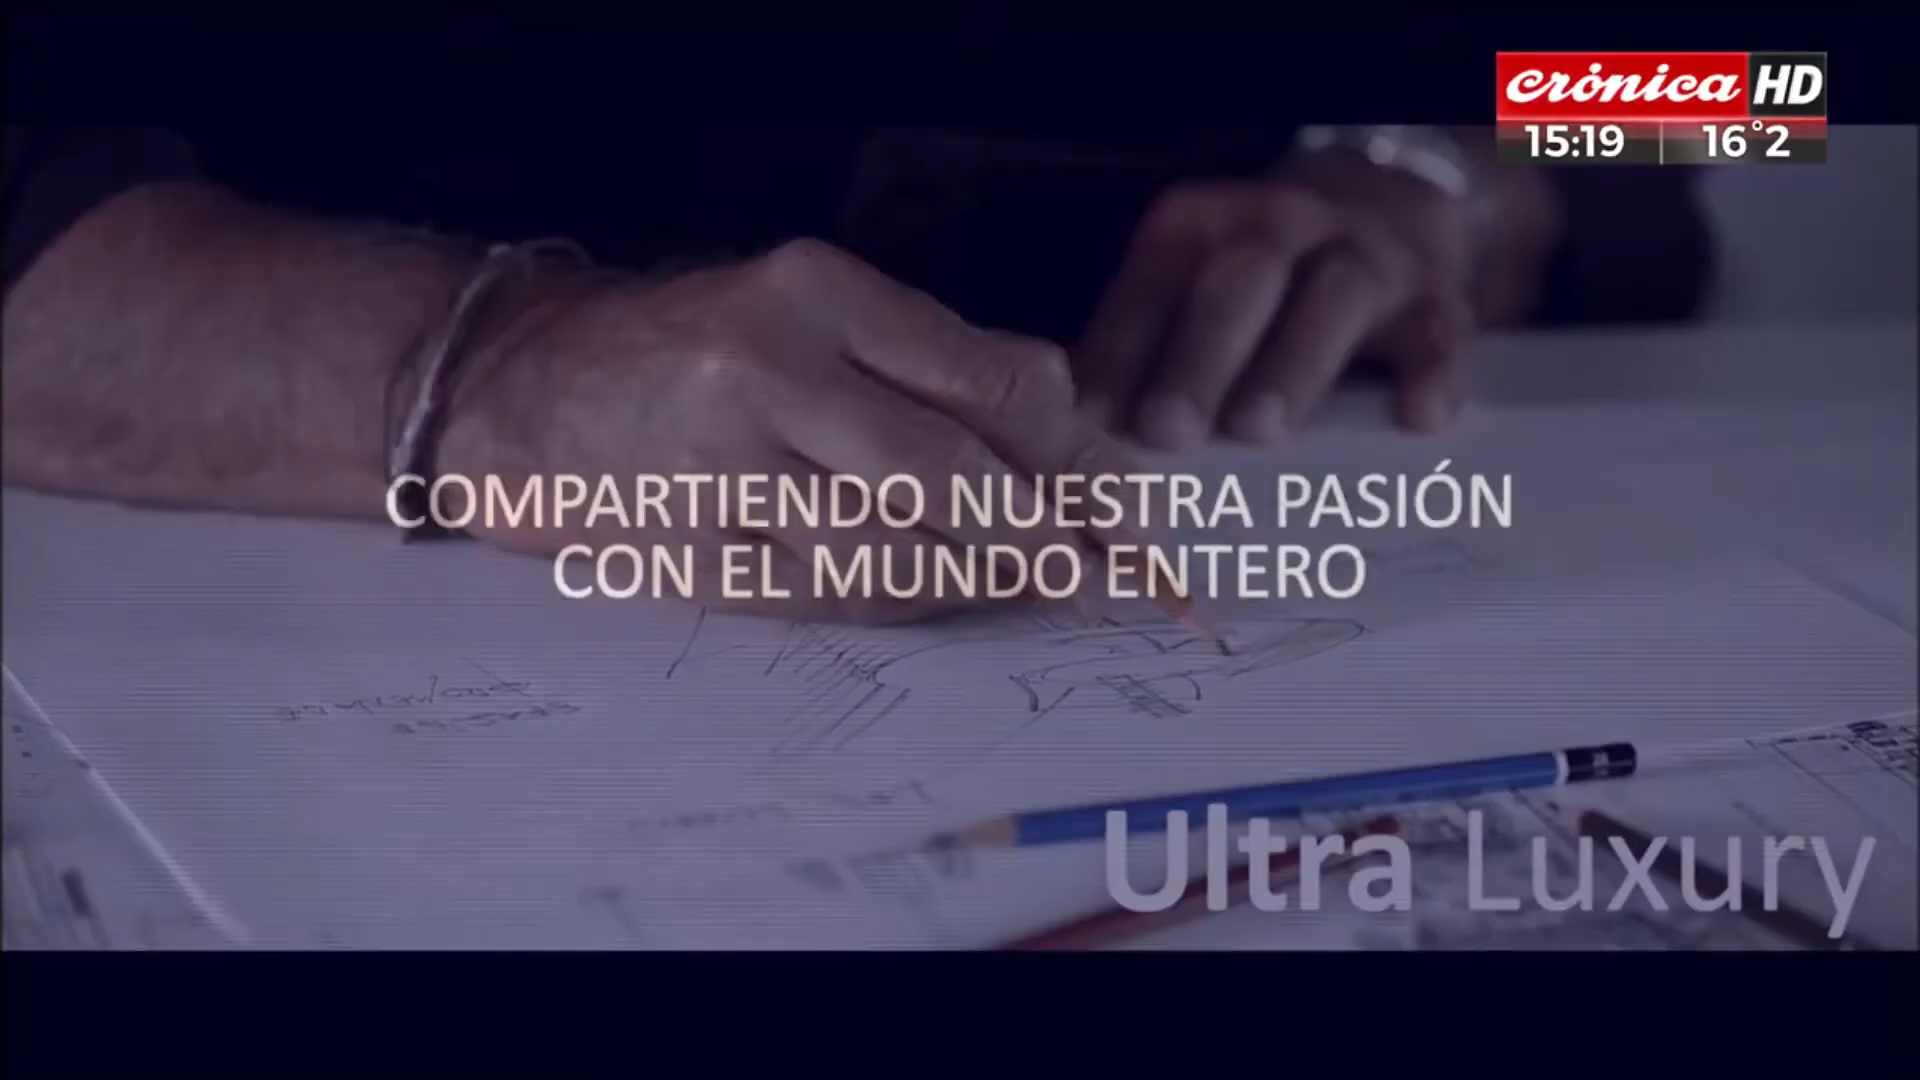 crónica HD
15:19 16°2
COMPARTIENDO NUESTRA PASIÓN
CON EL MUNDO ENTERO
Ultra Luxury